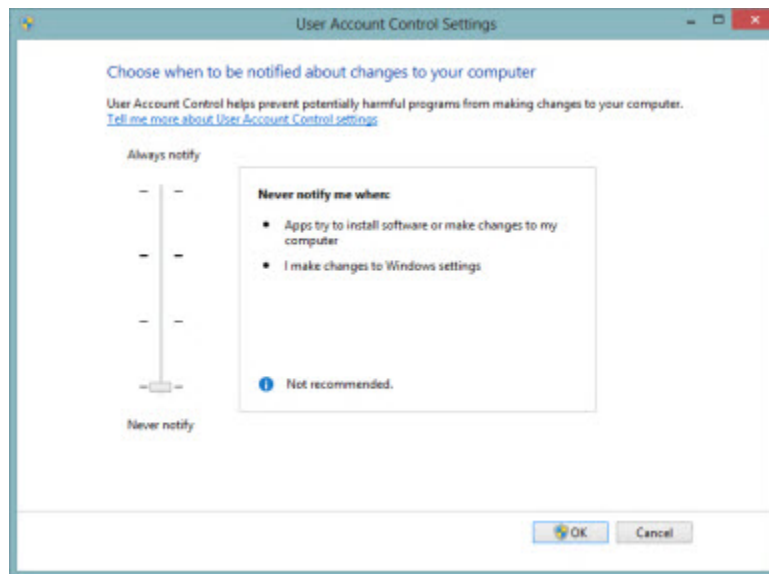 User Account Control Settings
Choose when to be notified about changes to your computer
User Account Control helps prevent potentially harmful programs from making changes to your computer.
Tell me more about User Account Control settings
Always notify
Never notify me when:
Apps try to install software or make changes to my
computer
I make changes to Windows settings
Not recommended.
Never notify
OK
Cancel